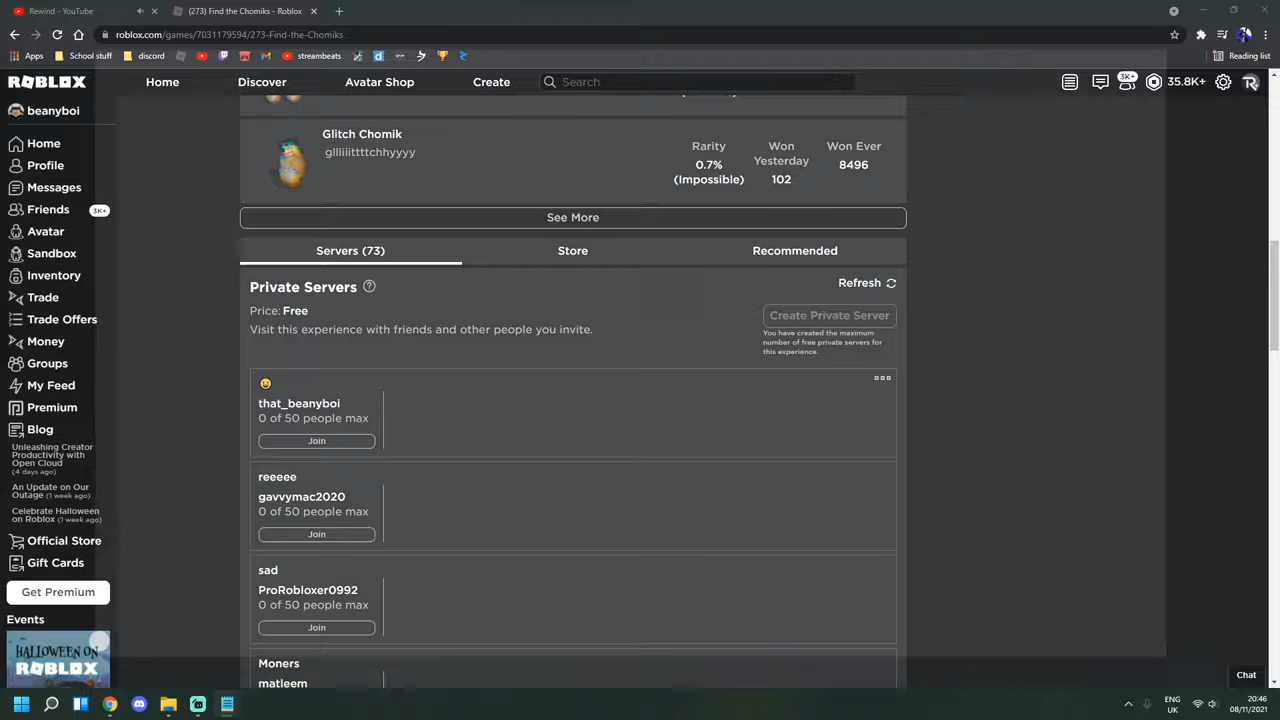 Rewind - YouTube
(273) Find the Chomiks - Roblox
roblox.com/games/7031179594/273-Find-the-Chomiks
Apps
School stuff
discord
streambeats
Reading list
ROBLOX
Home
Discover
Avatar Shop
Create
Search
3K+
35.8K+
beanyboi
Home
Profile
Messages
Friends
3K+
Avatar
Sandbox
Inventory
Trade
Trade Offers
Money
Groups
My Feed
Premium
Blog
Unleashing Creator
Productivity with
Open Cloud
(4 days ago)
An Update on Our
Outage (1 week ago)
Celebrate Halloween
on Roblox (1 week ago)
Official Store
Gift Cards
Get Premium
Events
HALLOWEEN ON
ROBLOX
Glitch Chomik
gllliiittttchhyyyy
Rarity
0.7%
(Impossible)
Won
Yesterday
102
Won Ever
8496
See More
Servers (73)
Store
Recommended
Private Servers
Refresh
Price: Free
Visit this experience with friends and other people you invite.
Create Private Server
You have created the maximum
number of free private servers for
this experience.
that_beanyboi
0 of 50 people max
Join
reeeee
gavvymac2020
0 of 50 people max
Join
sad
ProRobloxer0992
0 of 50 people max
Join
Moners
matleem
Chat
ENG
UK
20:46
08/11/2021